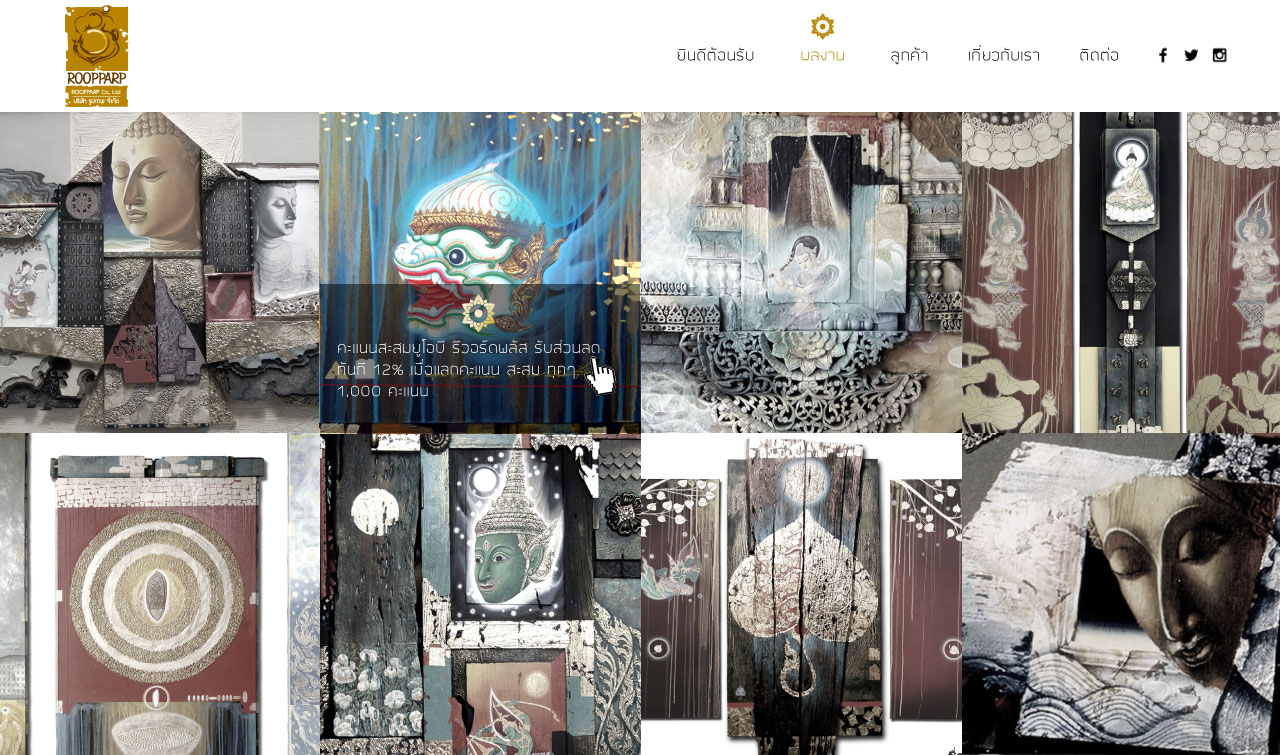 ROOPPARP
ROOPPARP Co., Ltd.
บริษัท รูปภาพ จำกัด
ยินดีต้อนรับ ผลงาน ลูกค้า เกี่ยวกับเรา ติดต่อ
คะแนนสะสมยูโอบี รีวอร์ดพลัส รับส่วนลด
ทันที 12% เมื่อแลกคะแนน สะสม ทุกๆ
1,000 คะแนน